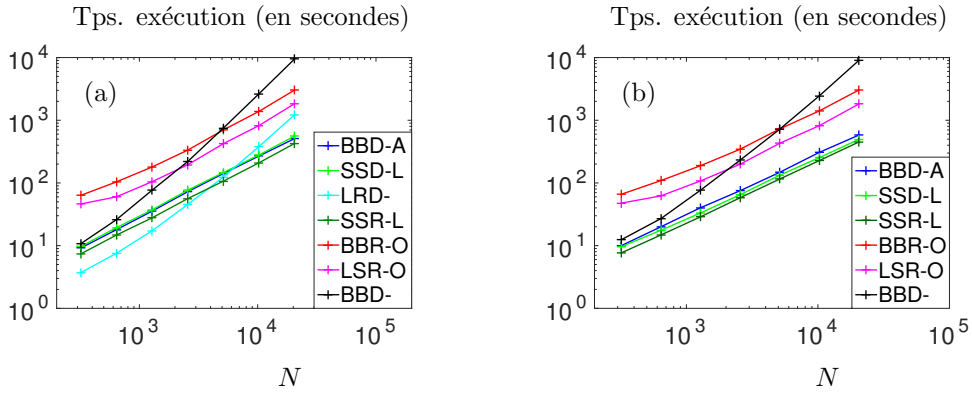 Tps. exécution (en secondes)
10^4
10^3
10^2
10^1
10^0
(a)
BBD-A
SSD-L
LRD-
SSR-L
BBR-O
LSR-O
BBD-
10^3
10^4
10^5
N
Tps. exécution (en secondes)
10^4
10^3
10^2
10^1
10^0
(b)
BBD-A
SSD-L
SSR-L
BBR-O
LSR-O
BBD-
10^3
10^4
10^5
N